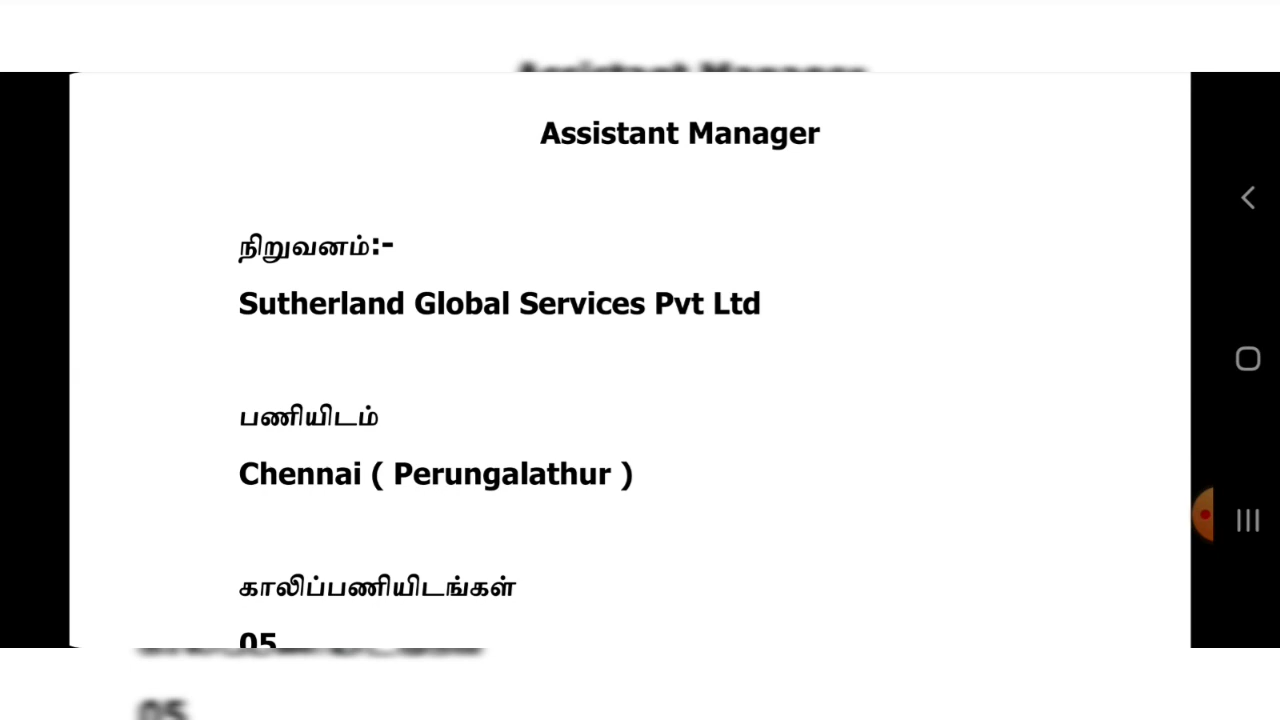 Assistant Manager
நிறுவனம்:-
Sutherland Global Services Pvt Ltd
பணியிடம்
Chennai ( Perungalathur )
காலிப்பணியிடங்கள்
05